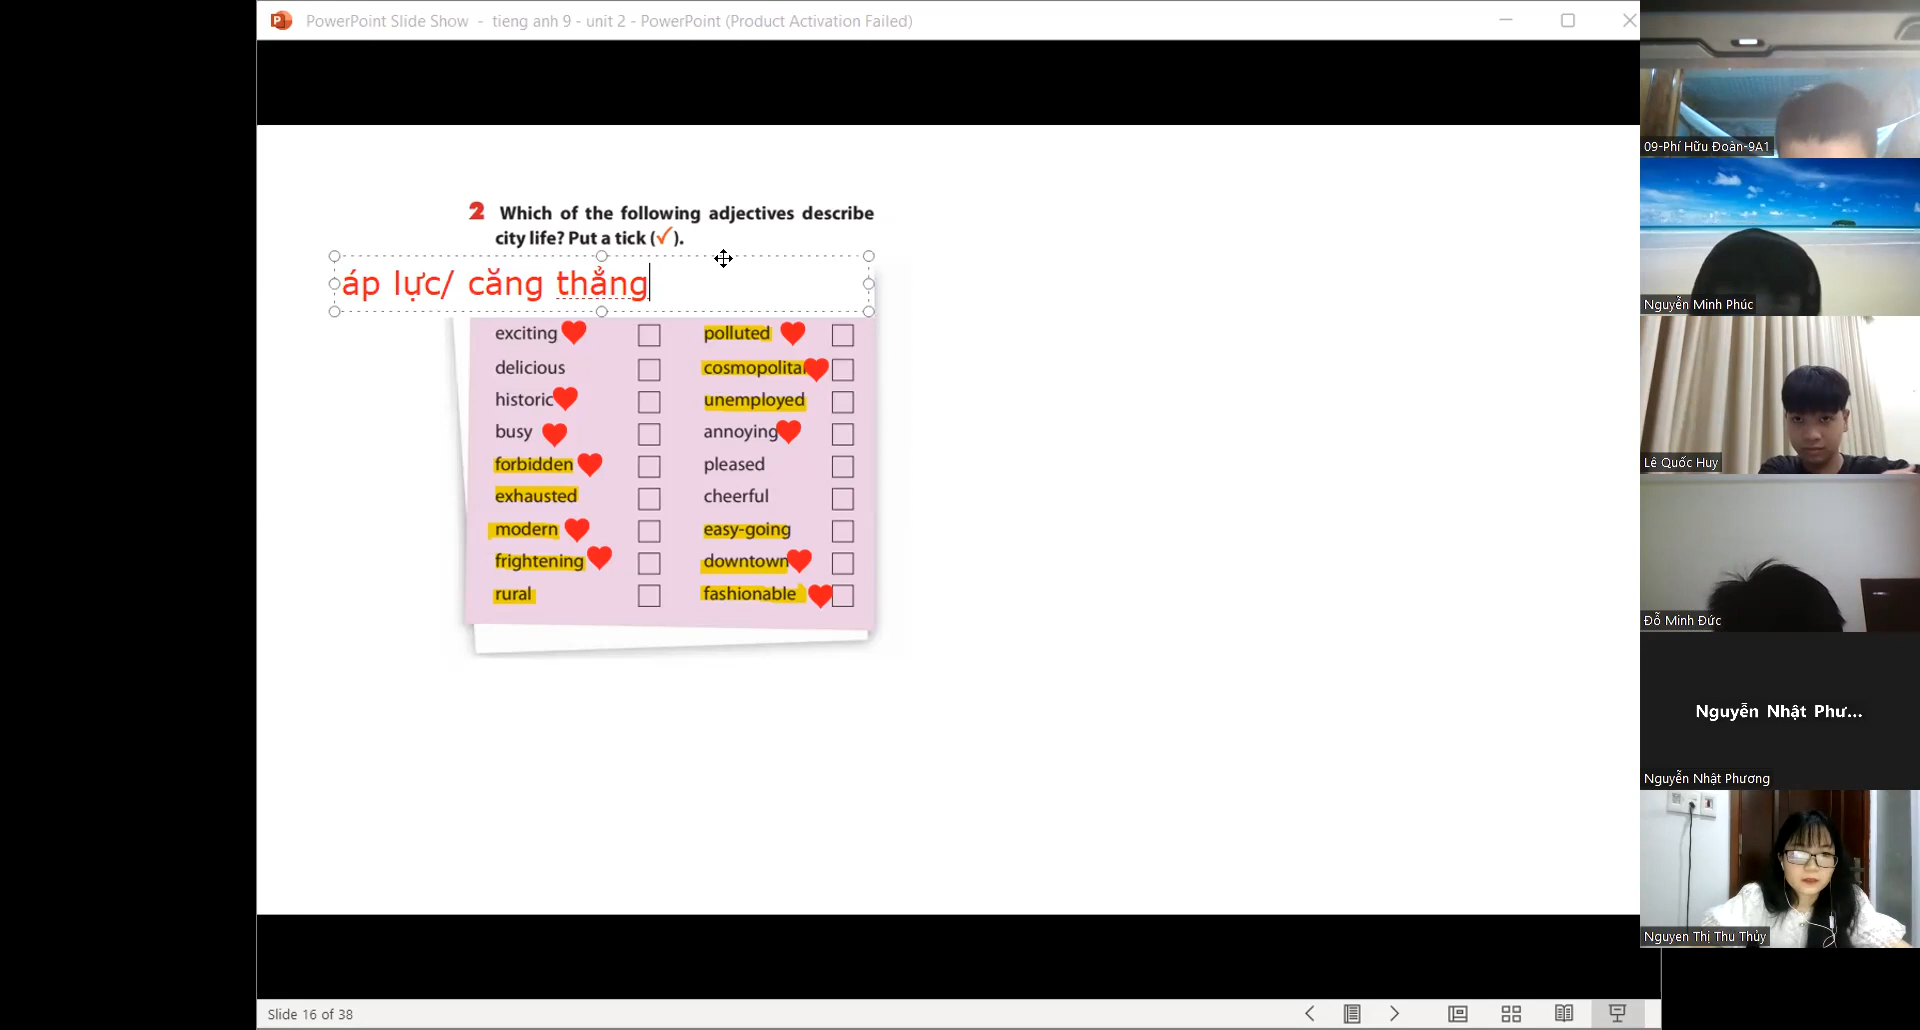 PowerPoint Slide Show - tieng anh 9 - unit 2 - PowerPoint (Product Activation Failed)
2 Which of the following adjectives describe
city life? Put a tick (✓).
áp lực/ căng thẳng
exciting polluted
delicious cosmopolita
historic unemployed
busy annoying
forbidden pleased
exhausted cheerful
modern easy-going
frightening downtown
rural fashionable
09-Phí Hữu Đoàn-9A1
Nguyễn Minh Phúc
Lê Quốc Huy
Đỗ Minh Đức
Nguyễn Nhật Phư...
Nguyễn Nhật Phương
Nguyen Thị Thu Thủy
Slide 16 of 38